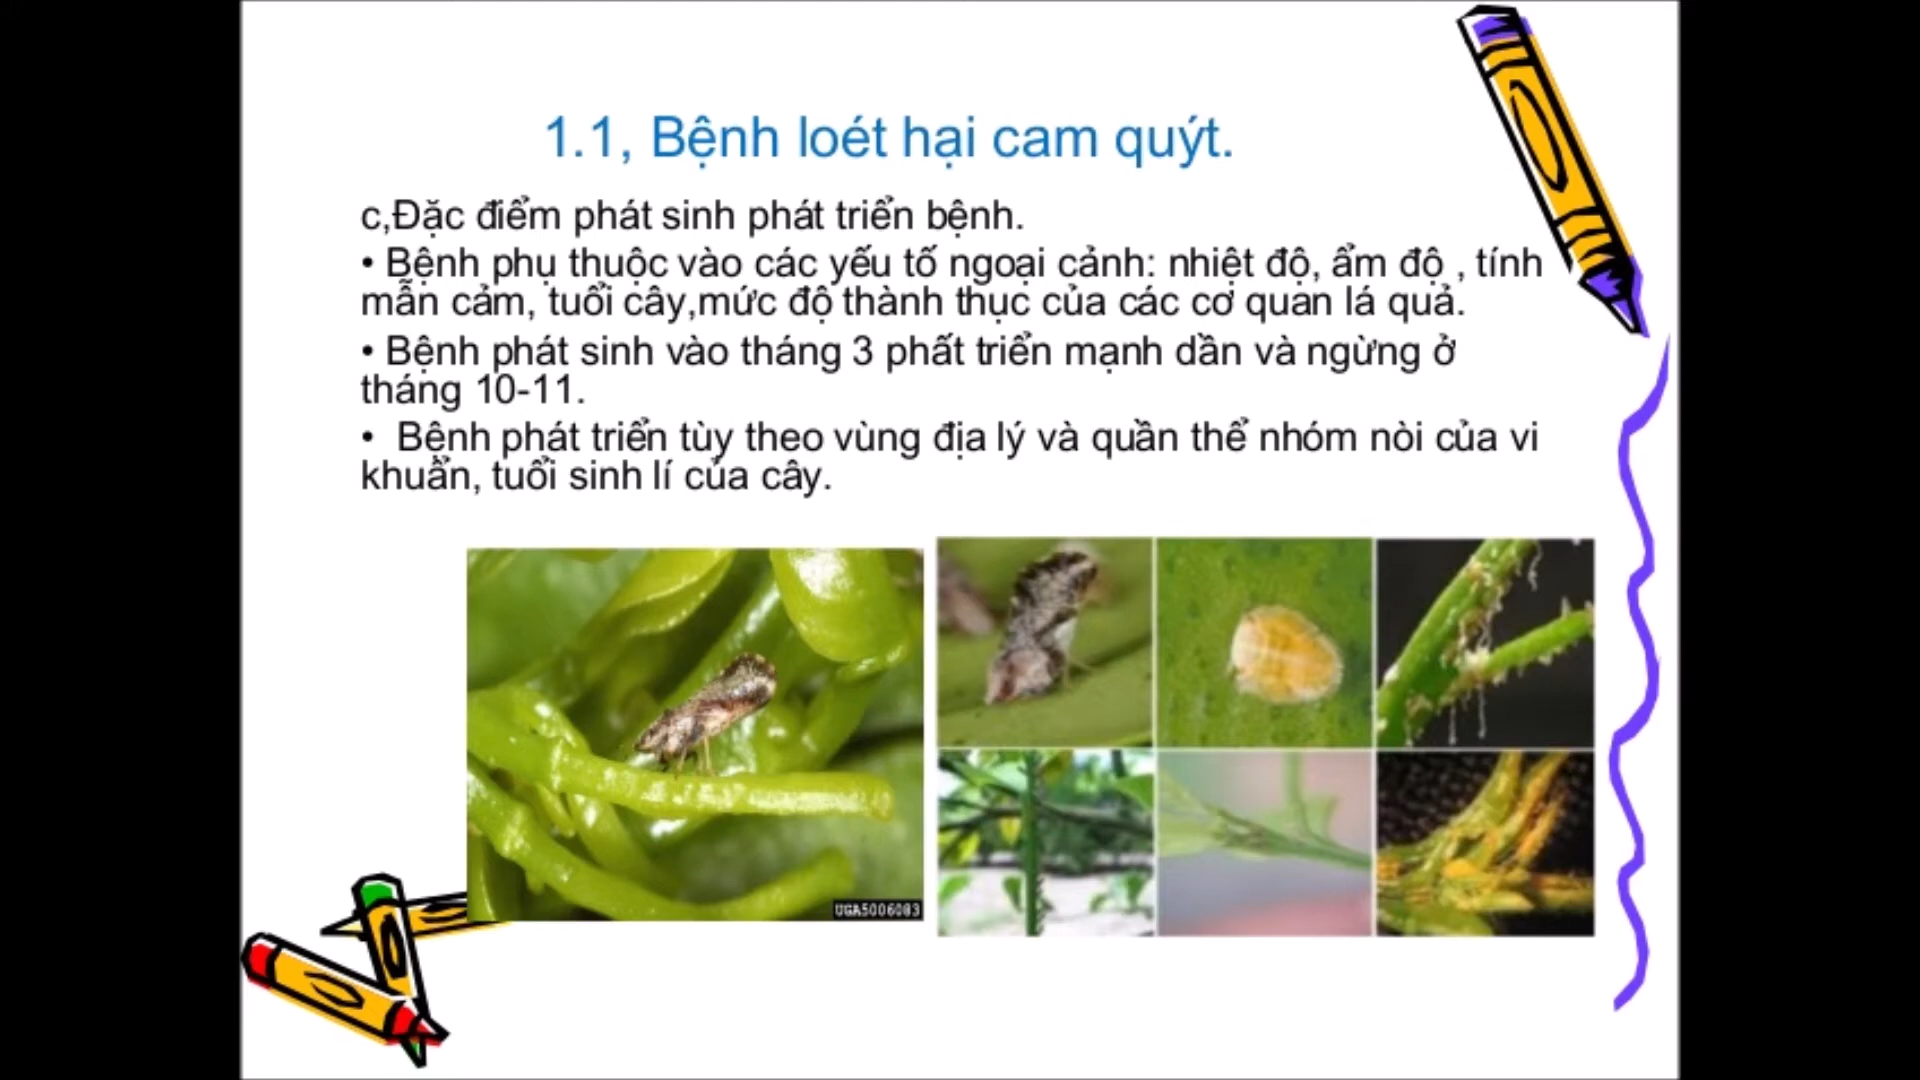 1.1, Bệnh loét hại cam quýt.
c,Đặc điểm phát sinh phát triển bệnh.
• Bệnh phụ thuộc vào các yếu tố ngoại cảnh: nhiệt độ, ẩm độ , tính
mẫn cảm, tuổi cây,mức độ thành thục của các cơ quan lá quả.
• Bệnh phát sinh vào tháng 3 phất triển mạnh dần và ngừng ở
tháng 10-11.
• Bệnh phát triển tùy theo vùng địa lý và quần thể nhóm nòi của vi
khuẩn, tuổi sinh lí của cây.
UGA5006083